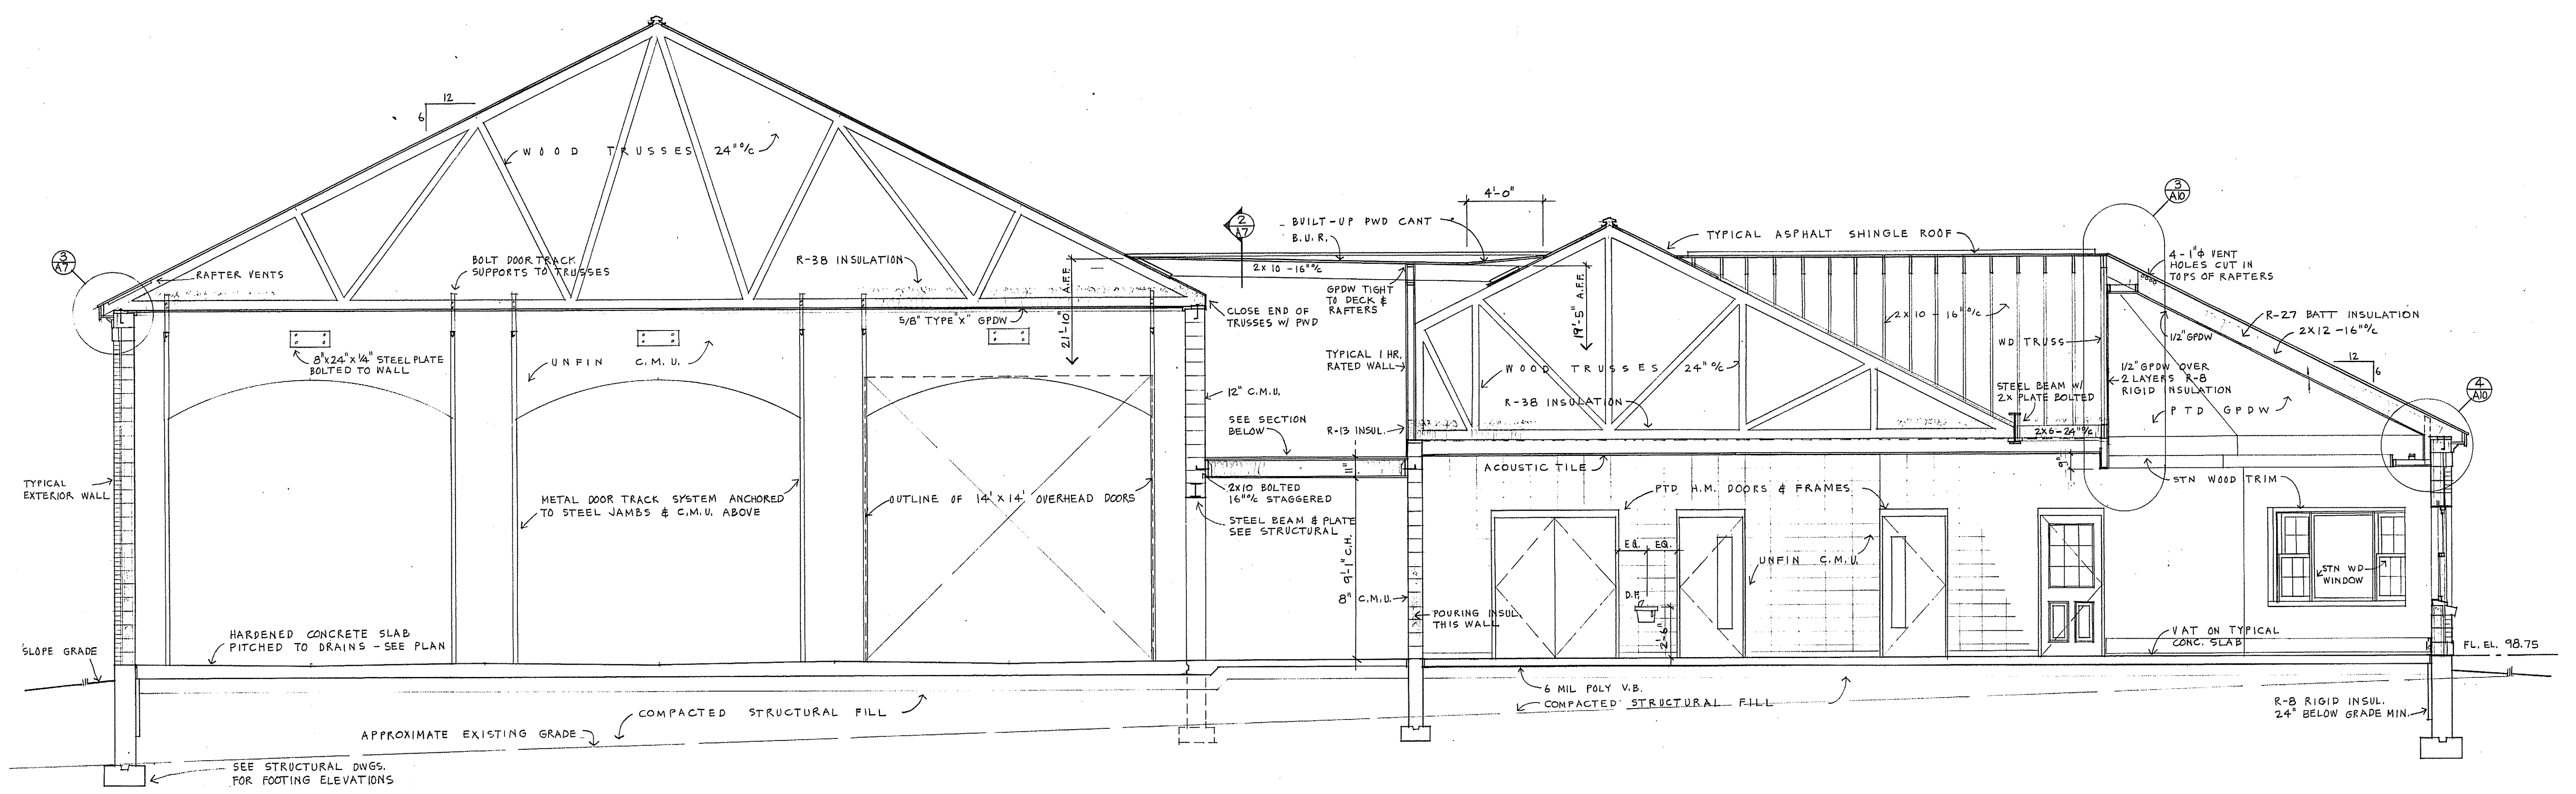 12
6
WOOD TRUSSES 24"o/c
3
A7
RAFTER VENTS
BOLT DOOR TRACK
SUPPORTS TO TRUSSES
R-38 INSULATION
21'-10" A.F.F.
5/8" TYPE "X" GPDW
8"x24"x1/4" STEEL PLATE
BOLTED TO WALL
UNFIN C.M.U.
TYPICAL
EXTERIOR WALL
METAL DOOR TRACK SYSTEM ANCHORED
TO STEEL JAMBS & C.M.U. ABOVE
OUTLINE OF 14' x 14' OVERHEAD DOORS
HARDENED CONCRETE SLAB
PITCHED TO DRAINS - SEE PLAN
SLOPE GRADE
COMPACTED STRUCTURAL FILL
APPROXIMATE EXISTING GRADE
SEE STRUCTURAL DWGS.
FOR FOOTING ELEVATIONS
2
A7
BUILT-UP PWD CANT
B.U.R.
4'-0"
2x10-16"o/c
GPDW TIGHT
TO DECK &
RAFTERS
CLOSE END OF
TRUSSES W/ PWD
19'-5" A.F.F.
TYPICAL 1 HR.
RATED WALL
12" C.M.U.
SEE SECTION
BELOW
R-13 INSUL.
11"
2x10 BOLTED
16"o/c STAGGERED
STEEL BEAM & PLATE
SEE STRUCTURAL
9'-1" C.H.
8" C.M.U.
POURING INSUL.
THIS WALL
TYPICAL ASPHALT SHINGLE ROOF
WOOD TRUSSES 24"o/c
R-38 INSULATION
2x10-16"o/c
WD TRUSS
STEEL BEAM W/
2x PLATE BOLTED
2x6-24"o/c
ACOUSTIC TILE
9"
PTD H.M. DOORS & FRAMES
EQ. EQ.
D.F.
2'-6"
UNFIN C.M.U.
3
A10
4-1"φ VENT
HOLES CUT IN
TOPS OF RAFTERS
R-27 BATT INSULATION
2x12-16"o/c
1/2" GPDW
12
6
1/2" GPDW OVER
2 LAYERS R-8
RIGID INSULATION
PTD GPDW
4
A10
STN WOOD TRIM
STN WD
WINDOW
VAT ON TYPICAL
CONC. SLAB
FL. EL. 98.75
6 MIL POLY V.B.
COMPACTED STRUCTURAL FILL
R-8 RIGID INSUL.
24" BELOW GRADE MIN.